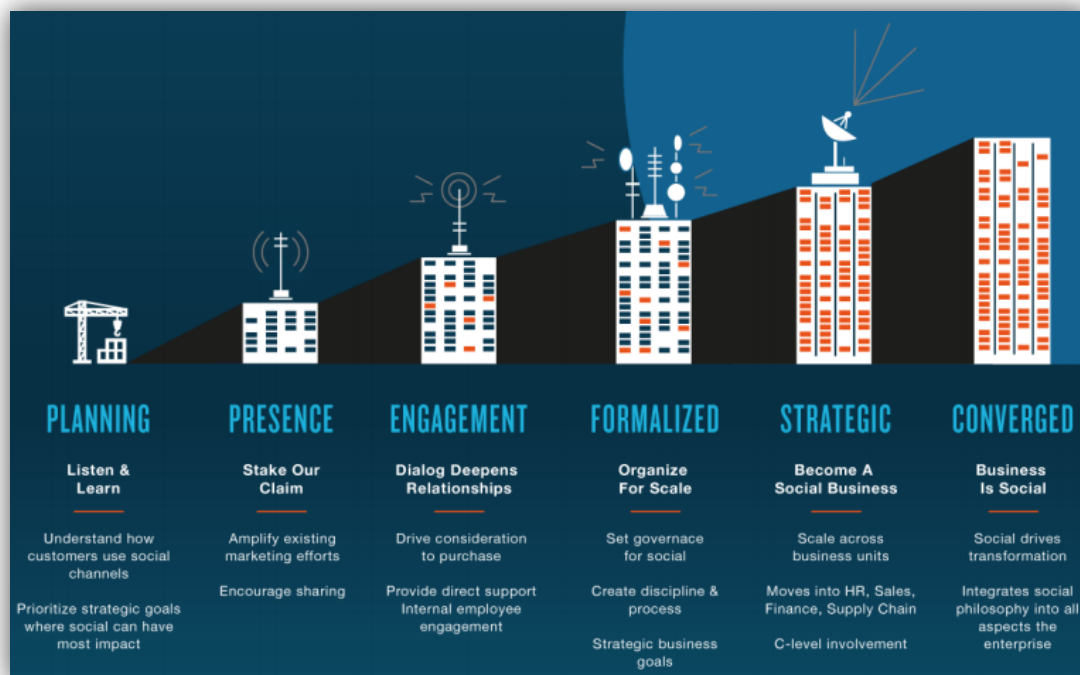 PLANNING
Listen &
Learn
Understand how
customers use social
channels
Prioritize strategic goals
where social can have
most impact
PRESENCE
Stake Our
Claim
Amplify existing
marketing efforts
Encourage sharing
ENGAGEMENT
Dialog Deepens
Relationships
Drive consideration
to purchase
Provide direct support
Internal employee
engagement
FORMALIZED
Organize
For Scale
Set governace
for social
Create discipline &
process
Strategic business
goals
STRATEGIC
Become A
Social Business
Scale across
business units
Moves into HR, Sales,
Finance, Supply Chain
C-level involvement
CONVERGED
Business
Is Social
Social drives
transformation
Integrates social
philosophy into all
aspects the
enterprise